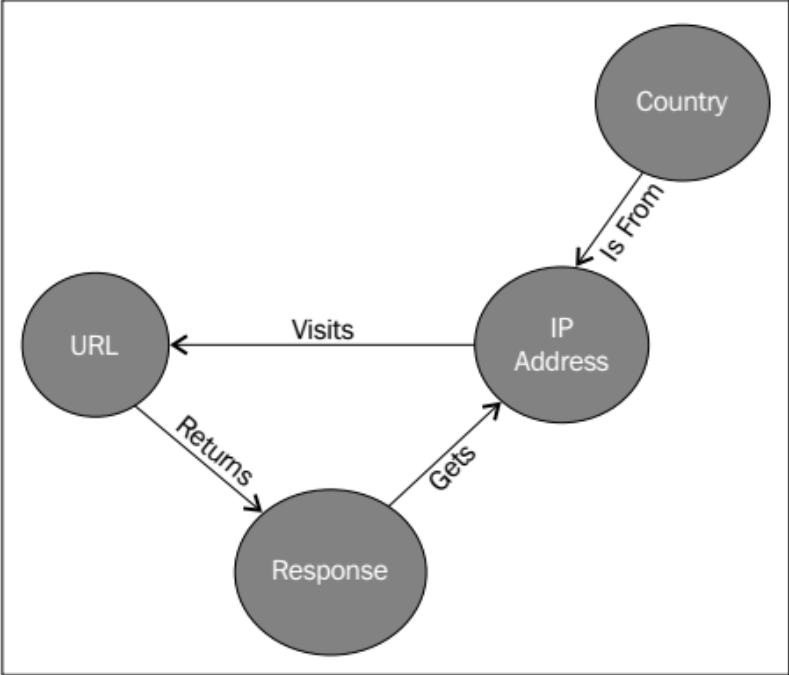 Country
Is From
IP
Address
Visits
URL
Returns
Gets
Response